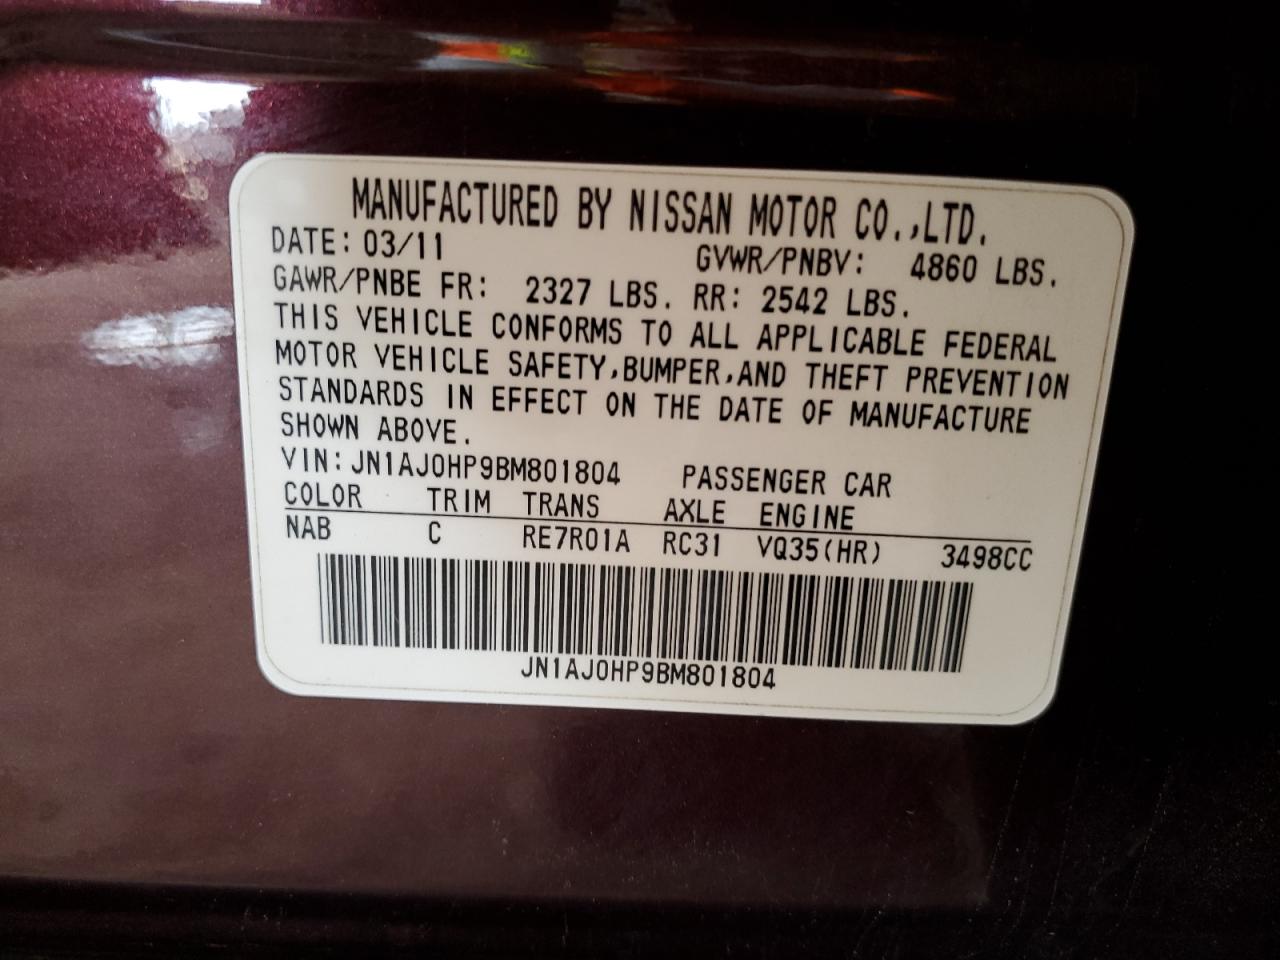 MANUFACTURED BY NISSAN MOTOR CO.,LTD.
DATE: 03/11 GVWR/PNBV: 4860 LBS.
GAWR/PNBE FR: 2327 LBS. RR: 2542 LBS.
THIS VEHICLE CONFORMS TO ALL APPLICABLE FEDERAL
MOTOR VEHICLE SAFETY,BUMPER,AND THEFT PREVENTION
STANDARDS IN EFFECT ON THE DATE OF MANUFACTURE
SHOWN ABOVE.
VIN: JN1AJ0HP9BM801804 PASSENGER CAR
COLOR TRIM TRANS AXLE ENGINE
NAB C RE7R01A RC31 VQ35(HR) 3498CC
JN1AJ0HP9BM801804